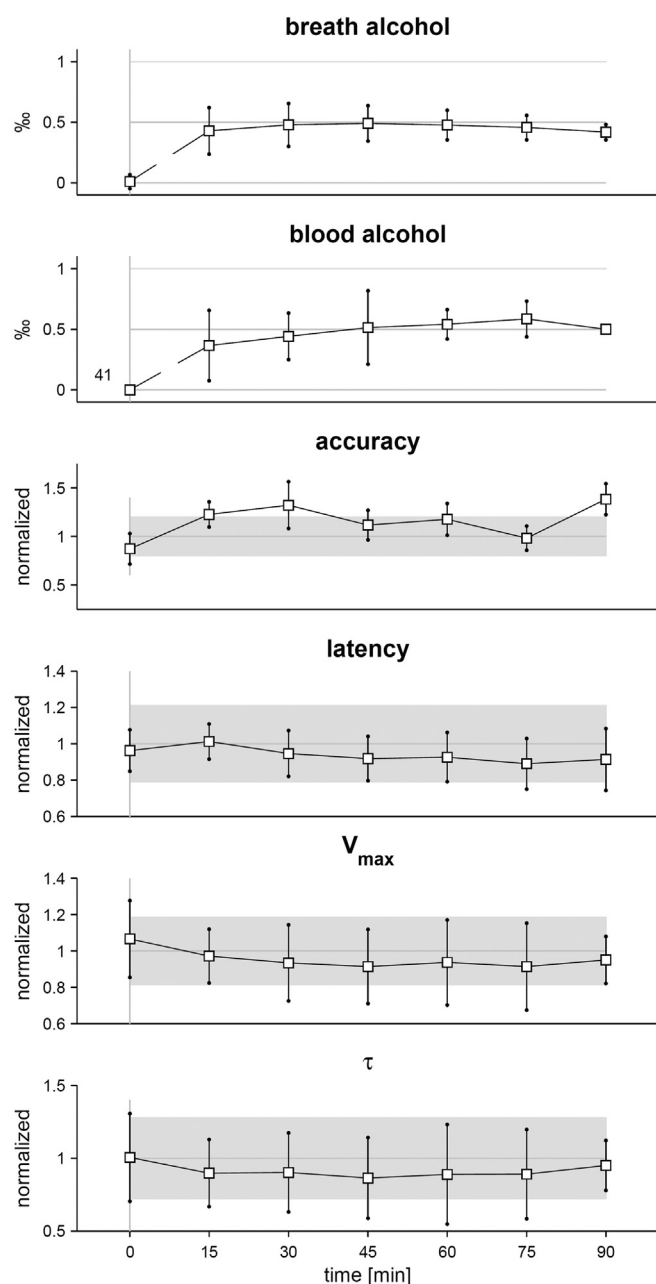 breath alcohol
1
0.5
0
‰
blood alcohol
1
0.5
0
‰
41
accuracy
1.5
1
0.5
normalized
latency
1.4
1.2
1
0.8
0.6
normalized
Vmax
1.4
1.2
1
0.8
0.6
normalized
τ
1.5
1
0.5
normalized
0 15 30 45 60 75 90
time [min]